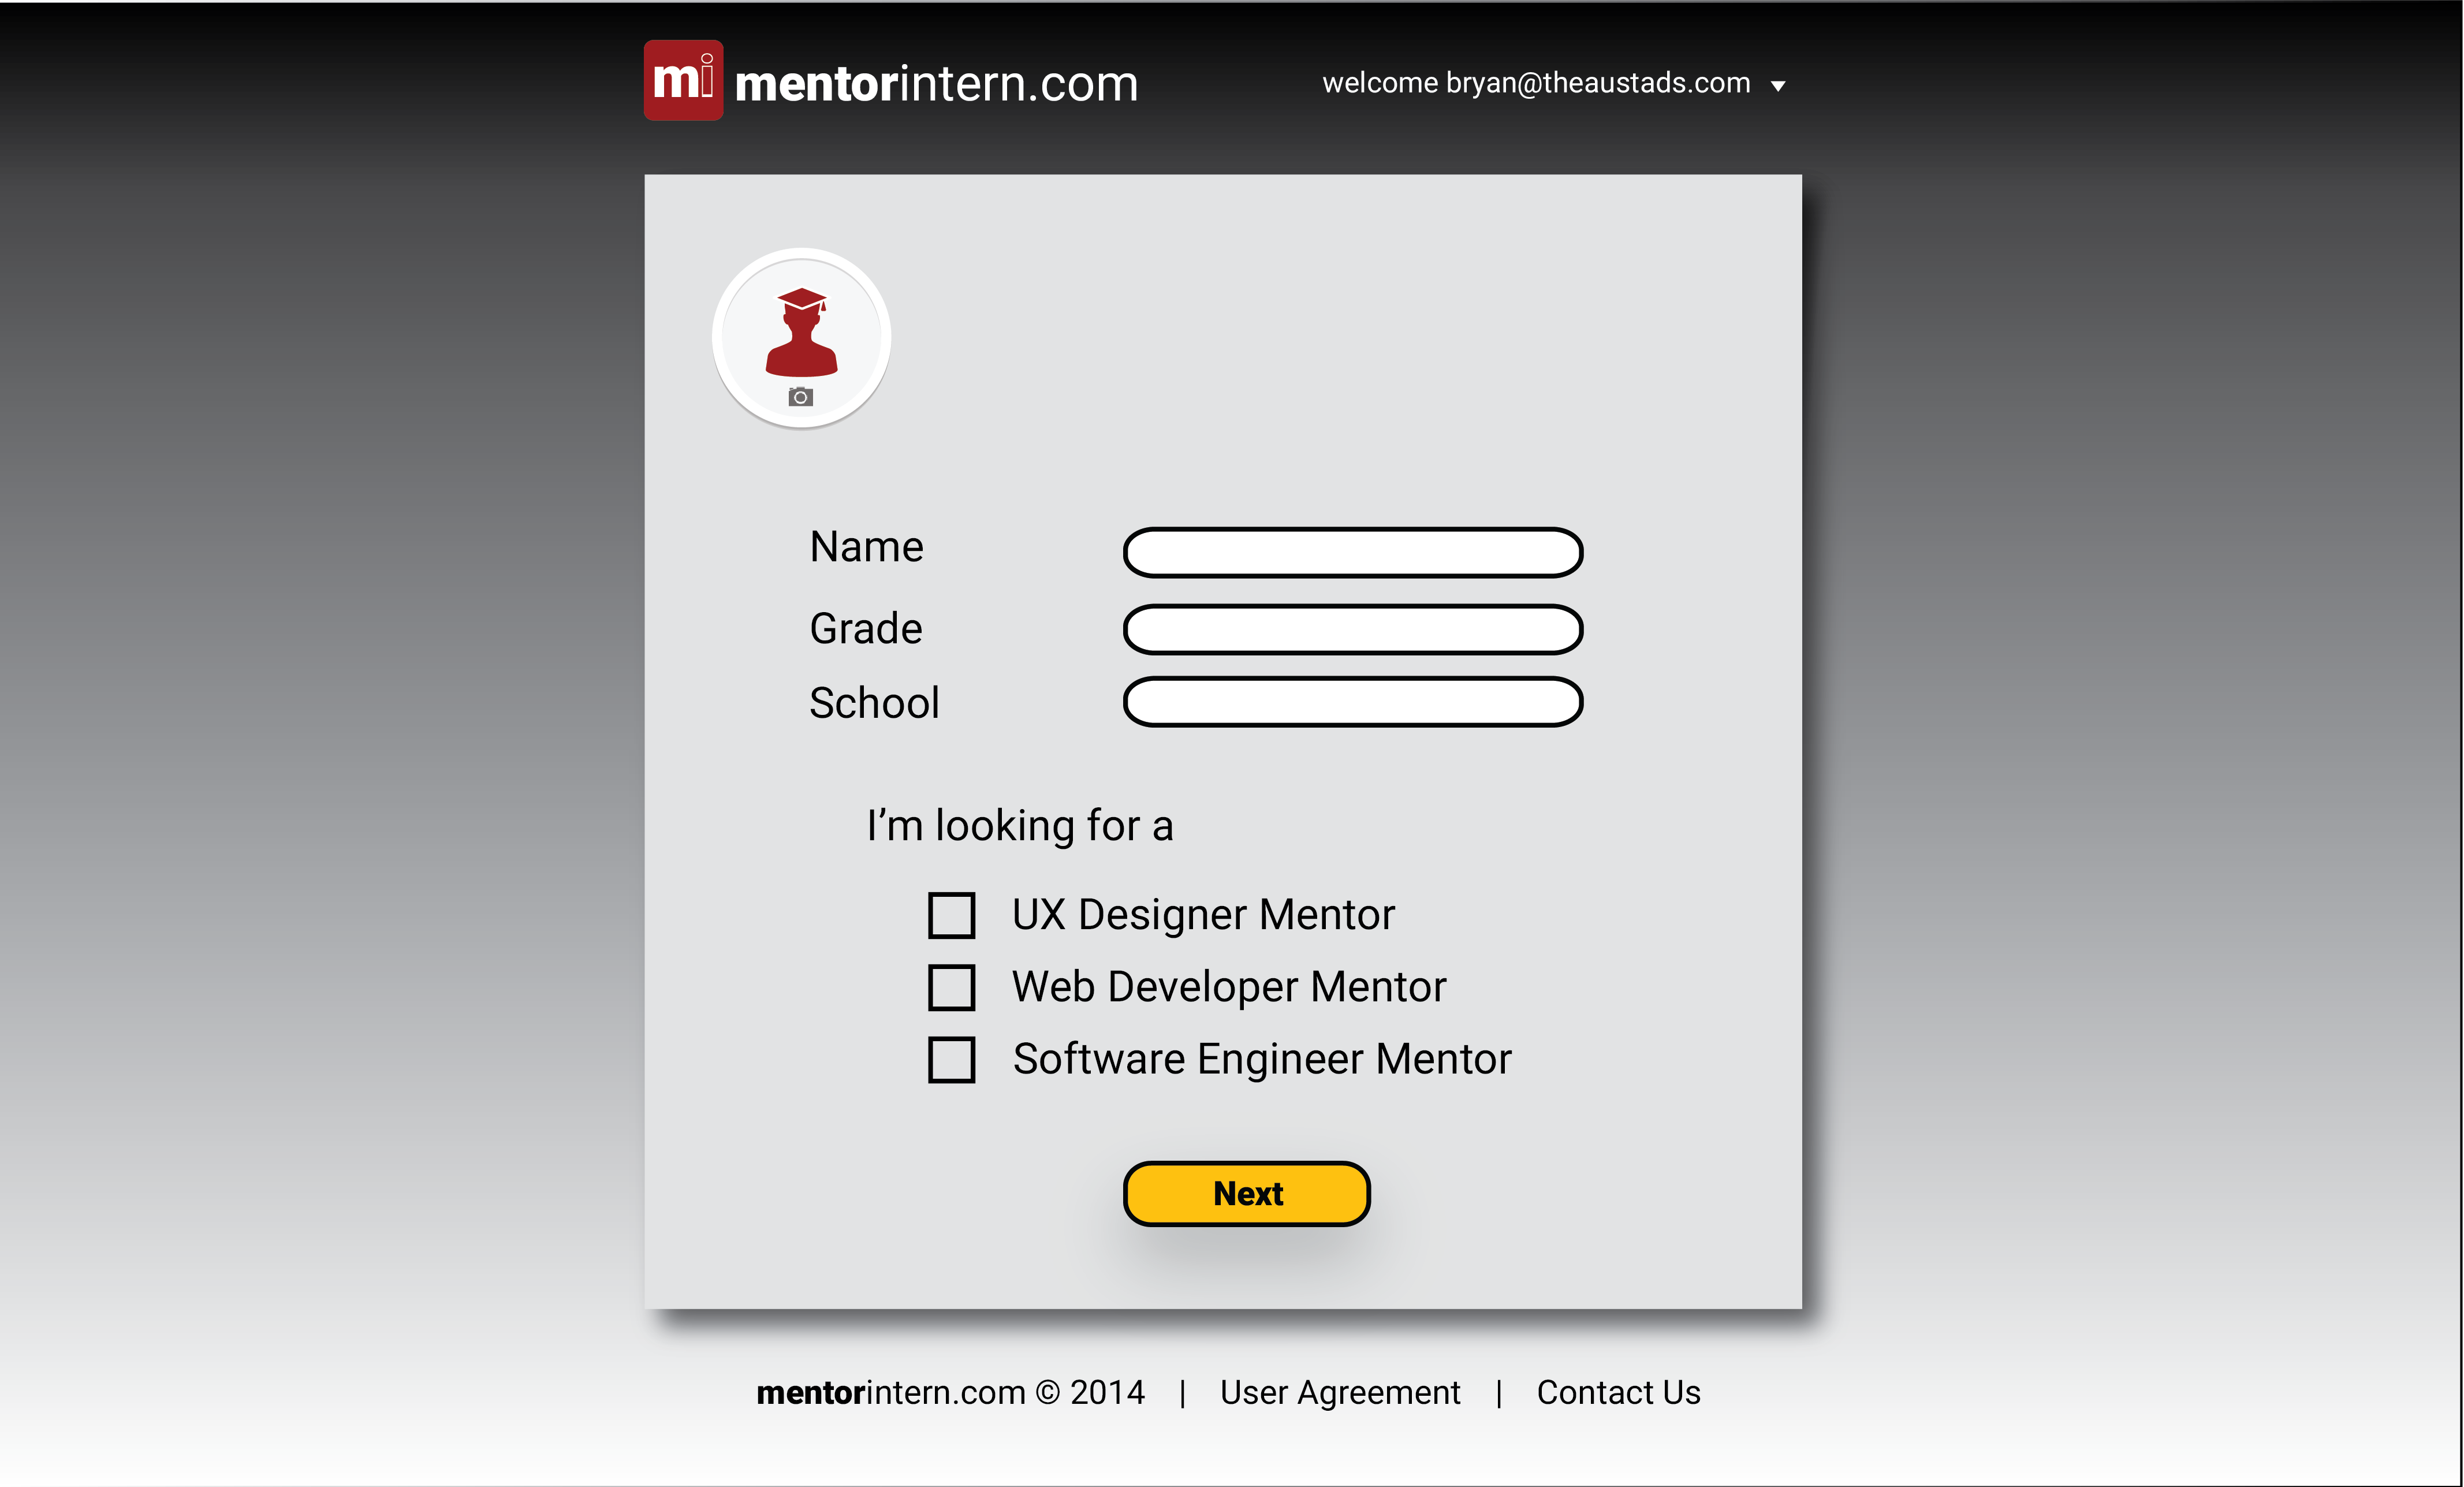 mi mentorintern.com
welcome bryan@theaustads.com
Name
Grade
School
I’m looking for a
UX Designer Mentor
Web Developer Mentor
Software Engineer Mentor
Next
mentorintern.com © 2014 | User Agreement | Contact Us